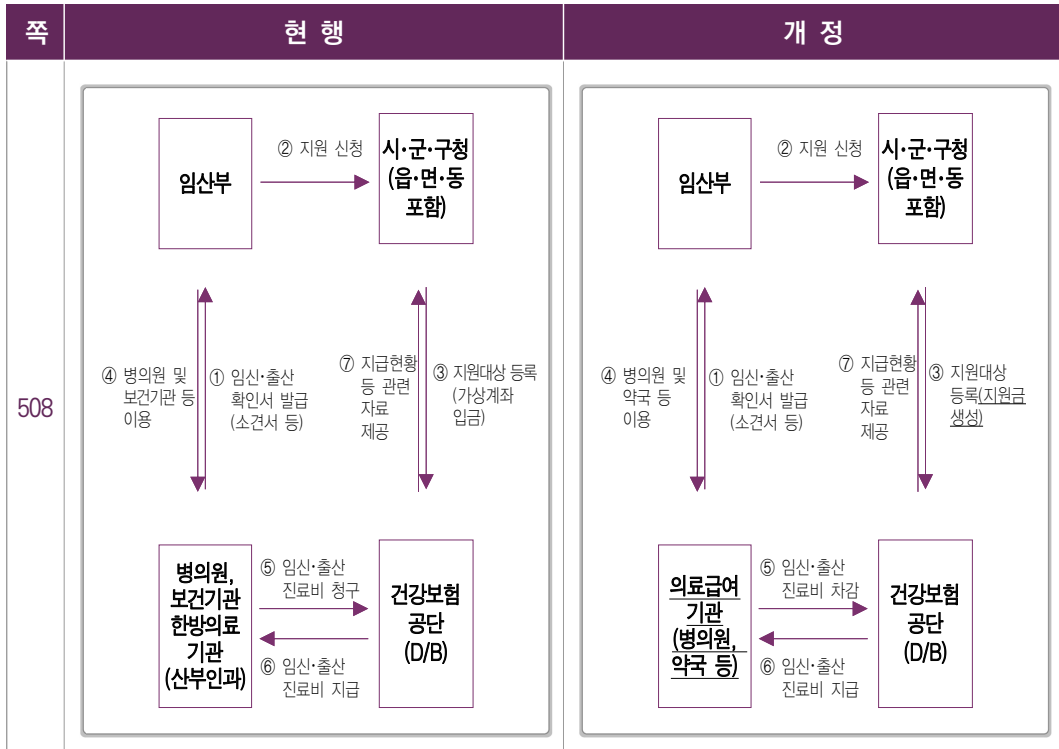 쪽
현 행
개 정
508
임산부
② 지원 신청
시·군·구청
(읍·면·동
포함)
④ 병의원 및
보건기관 등
이용
① 임신·출산
확인서 발급
(소견서 등)
⑦ 지급현황
등 관련
자료
제공
③ 지원대상 등록
(가상계좌
입금)
병의원,
보건기관
한방의료
기관
(산부인과)
⑤ 임신·출산
진료비 청구
⑥ 임신·출산
진료비 지급
건강보험
공단
(D/B)
임산부
② 지원 신청
시·군·구청
(읍·면·동
포함)
④ 병의원 및
약국 등
이용
① 임신·출산
확인서 발급
(소견서 등)
⑦ 지급현황
등 관련
자료
제공
③ 지원대상
등록(지원금
생성)
의료급여
기관
(병의원,
약국 등)
⑤ 임신·출산
진료비 차감
⑥ 임신·출산
진료비 지급
건강보험
공단
(D/B)